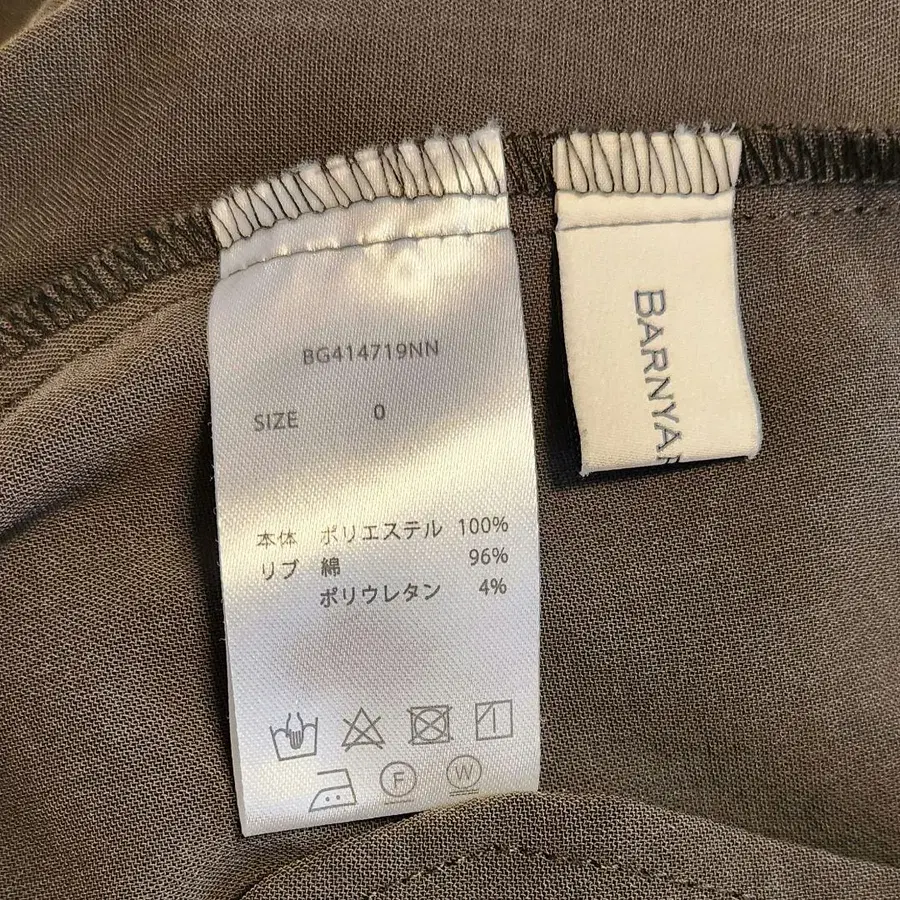 BG414719NN
SIZE 0
本体 ポリエステル 100%
リブ 綿 96%
ポリウレタン 4%
F
W